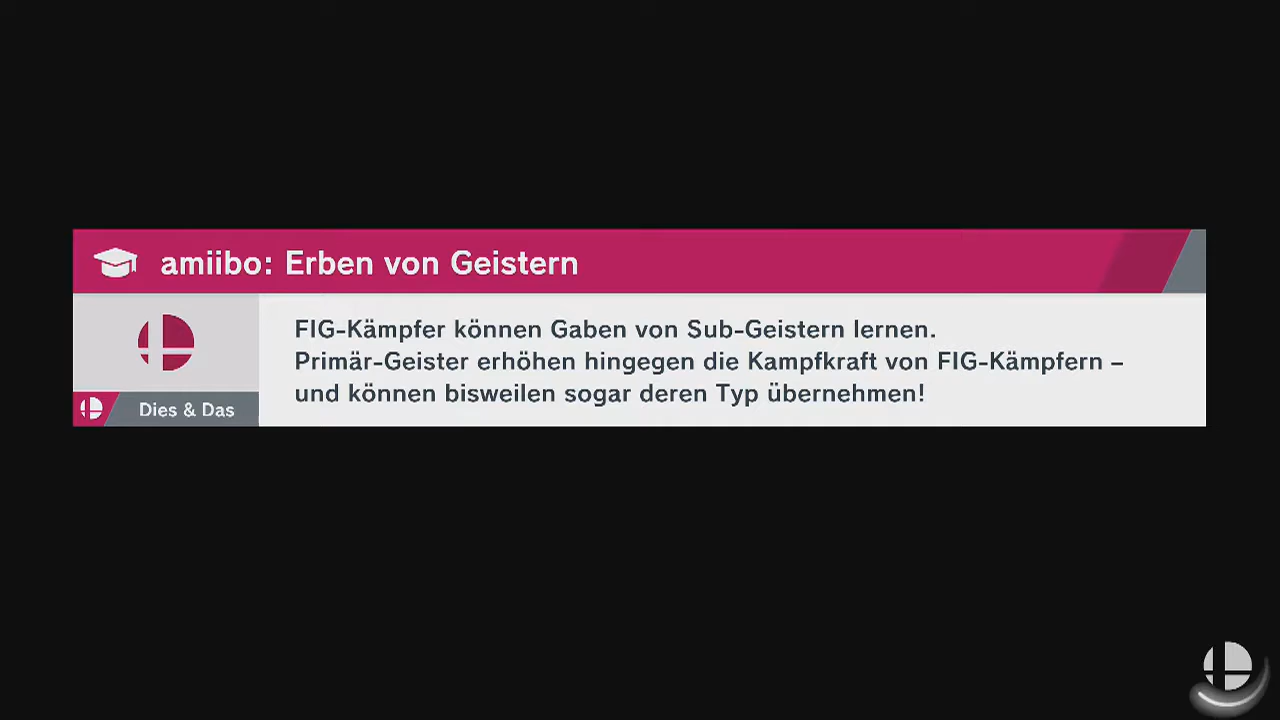 amiibo: Erben von Geistern
FIG-Kämpfer können Gaben von Sub-Geistern lernen.
Primär-Geister erhöhen hingegen die Kampfkraft von FIG-Kämpfern –
und können bisweilen sogar deren Typ übernehmen!
Dies & Das